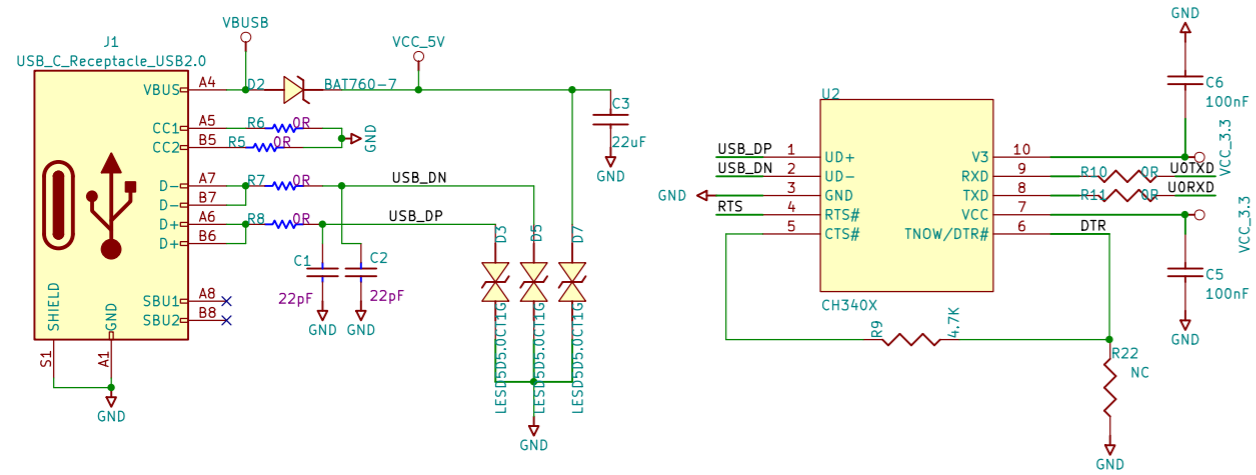 VBUSB
J1
USB_C_Receptacle_USB2.0
VCC_5V
VBUS
A4
D2
BAT760-7
C3
22uF
GND
CC1
A5
R6
0R
CC2
B5
R5
0R
GND
D-
A7
R7
0R
USB_DN
D-
B7
D+
A6
R8
0R
USB_DP
D+
B6
C1
22pF
GND
C2
22pF
GND
D3
LESD5D5.0CT1G
D5
LESD5D5.0CT1G
D7
LESD5D5.0CT1G
GND
SBU1
A8
SBU2
B8
SHIELD
S1
GND
A1
GND
U2
CH340X
USB_DP
1
UD+
USB_DN
2
UD-
GND
3
GND
RTS
4
RTS#
5
CTS#
V3
10
RXD
9
R10
0R
U0TXD
TXD
8
R11
0R
U0RXD
VCC
7
TNOW/DTR#
6
DTR
GND
C6
100nF
VCC_3.3
VCC_3.3
C5
100nF
GND
R9
4.7K
R22
NC
GND